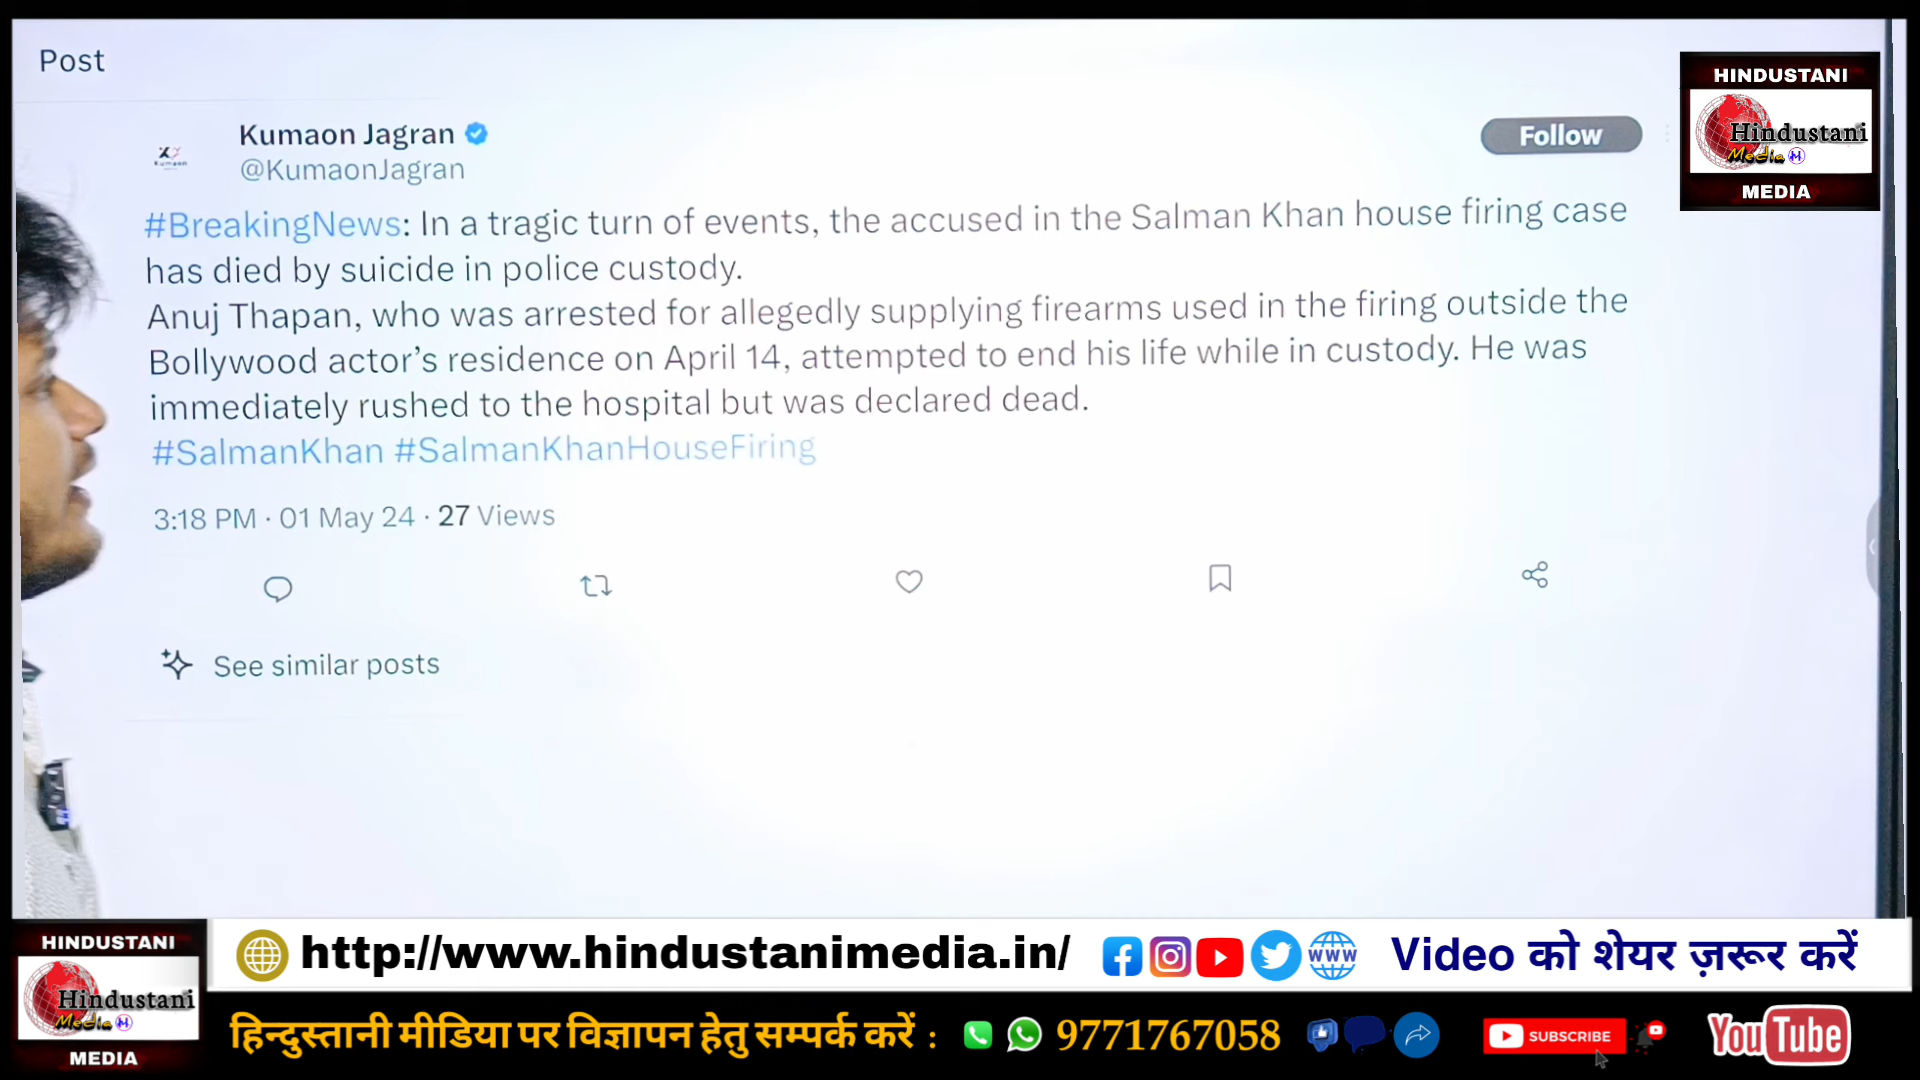 Post
HINDUSTANI
Hindustani
Media M
MEDIA
Kumaon Jagran
@KumaonJagran
Follow
#BreakingNews: In a tragic turn of events, the accused in the Salman Khan house firing case
has died by suicide in police custody.
Anuj Thapan, who was arrested for allegedly supplying firearms used in the firing outside the
Bollywood actor’s residence on April 14, attempted to end his life while in custody. He was
immediately rushed to the hospital but was declared dead.
#SalmanKhan #SalmanKhanHouseFiring
3:18 PM · 01 May 24 · 27 Views
See similar posts
HINDUSTANI
Hindustani
Media M
MEDIA
http://www.hindustanimedia.in/
WWW
Video को शेयर ज़रूर करें
हिन्दुस्तानी मीडिया पर विज्ञापन हेतु सम्पर्क करें : 9771767058
SUBSCRIBE
YouTube